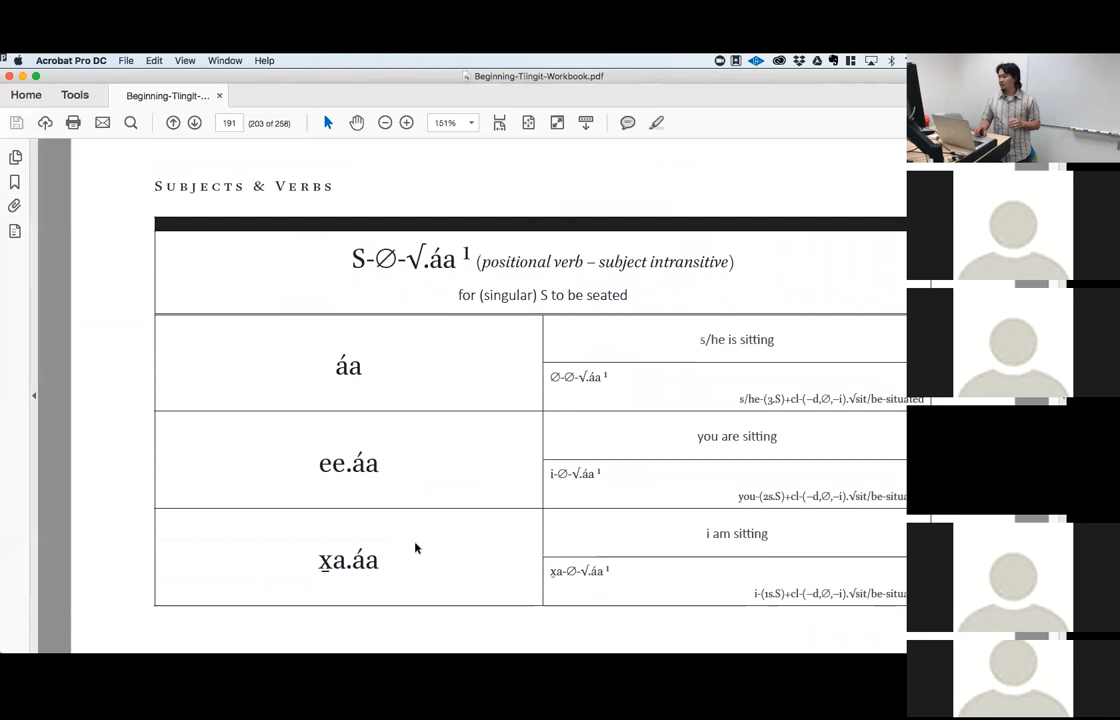 Acrobat Pro DC File Edit View Window Help
Beginning-Tlingit-Workbook.pdf
Home Tools Beginning-Tlingit-... ×
191 (203 of 258) 151%
SUBJECTS & VERBS
S-∅-√.áa ¹ (positional verb – subject intransitive)
for (singular) S to be seated
áa
s/he is sitting
∅-∅-√.áa ¹
s/he-(3.S)+cl-(–d,∅,–i).√sit/be-situated
ee.áa
you are sitting
i-∅-√.áa ¹
you-(2s.S)+cl-(–d,∅,–i).√sit/be-situa
x̱a.áa
i am sitting
x̱a-∅-√.áa ¹
i-(1s.S)+cl-(–d,∅,–i).√sit/be-situa